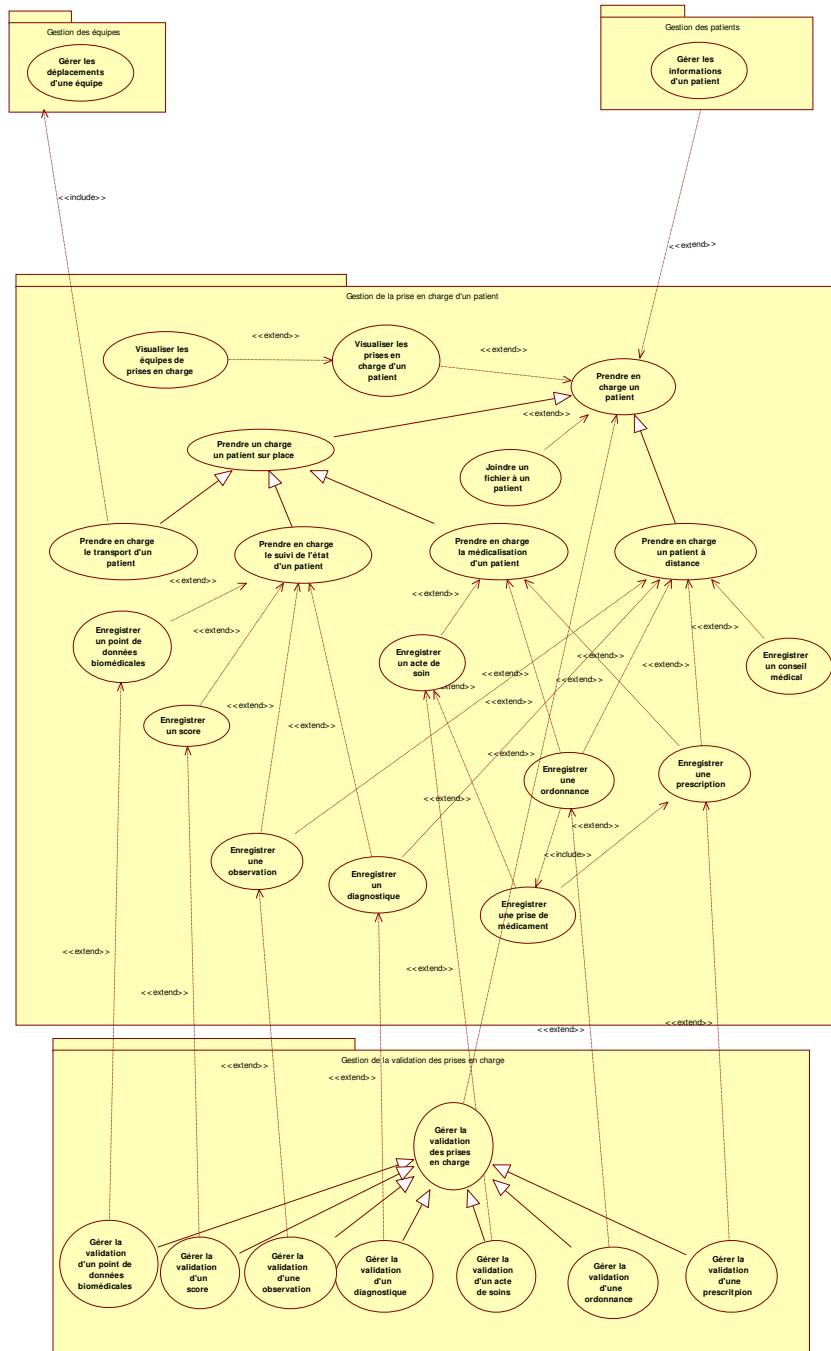 Gestion des équipes
Gérer les
déplacements
d'une équipe
Gestion des patients
Gérer les
informations
d'un patient
<<include>>
<<extend>>
Gestion de la prise en charge d'un patient
Visualiser les
équipes de
prises en charge
<<extend>>
Visualiser les
prises en
charge d'un
patient
<<extend>>
Prendre en
charge un
patient
<<extend>>
Prendre un charge
un patient sur place
Joindre un
fichier à un
patient
Prendre en charge
le transport d'un
patient
Prendre en charge
le suivi de l'état
d'un patient
Prendre en charge
la médicalisation
d'un patient
Prendre en charge
un patient à
distance
<<extend>>
<<extend>>
<<extend>>
<<extend>>
Enregistrer
un point de
données
biomédicales
Enregistrer
un acte de
soin
Enregistrer
un conseil
médical
<<extend>>
<<extend>>
<<extend>>
<<extend>>
<<extend>>
xtend>>
<<extend>>
<<extend>>
Enregistrer
un score
<<extend>>
<<extend>>
Enregistrer
une
ordonnance
Enregistrer
une
prescription
<<extend>>
<<extend>>
<<include>>
Enregistrer
une
observation
Enregistrer
un
diagnostique
Enregistrer
une prise de
médicament
<<extend>>
<<extend>>
<<extend>>
<<extend>>
<<extend>>
Gestion de la validation des prises en charge
<<extend>>
<<extend>>
Gérer la
validation
des prises
en charge
Gérer la
validation
d'un point de
données
biomédicales
Gérer la
validation
d'un
score
Gérer la
validation
d'une
observation
Gérer la
validation
d'un
diagnostique
Gérer la
validation
d'un acte
de soins
Gérer la
validation
d'une
ordonnance
Gérer la
validation
d'une
prescritpion